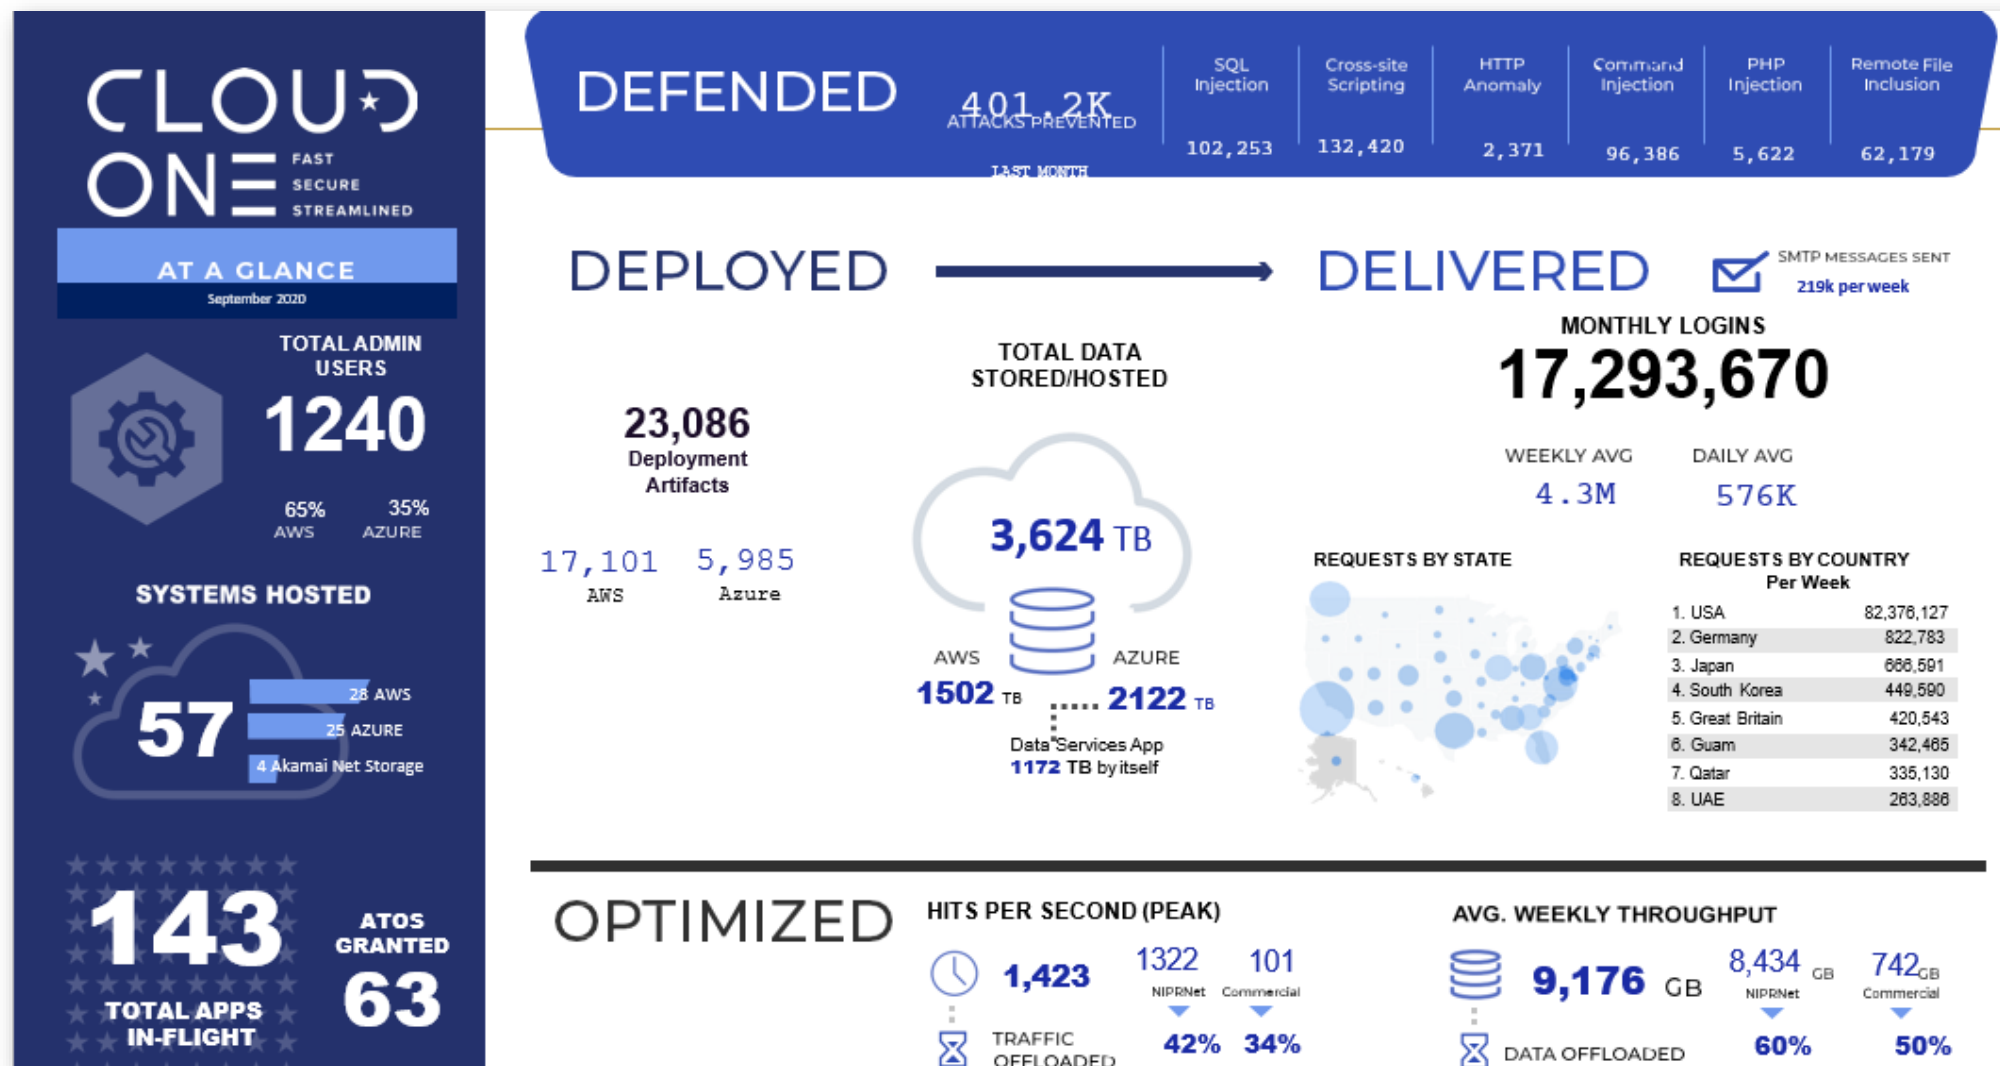 CLOUD
ONE
FAST
SECURE
STREAMLINED
AT A GLANCE
September 2020
TOTAL ADMIN
USERS
1240
65%
AWS
35%
AZURE
SYSTEMS HOSTED
57
28 AWS
25 AZURE
4 Akamai Net Storage
143
TOTAL APPS
IN-FLIGHT
ATOS
GRANTED
63
DEFENDED
401.2K
ATTACKS PREVENTED
LAST MONTH
SQL
Injection
102,253
Cross-site
Scripting
132,420
HTTP
Anomaly
2,371
Command
Injection
96,386
PHP
Injection
5,622
Remote File
Inclusion
62,179
DEPLOYED
23,086
Deployment
Artifacts
17,101
AWS
5,985
Azure
TOTAL DATA
STORED/HOSTED
3,624 TB
AWS
1502 TB
AZURE
2122 TB
Data Services App
1172 TB by itself
DELIVERED
SMTP MESSAGES SENT
219k per week
MONTHLY LOGINS
17,293,670
WEEKLY AVG
4.3M
DAILY AVG
576K
REQUESTS BY STATE
REQUESTS BY COUNTRY
Per Week
1. USA 82,376,127
2. Germany 822,783
3. Japan 666,591
4. South Korea 449,590
5. Great Britain 420,543
6. Guam 342,465
7. Qatar 335,130
8. UAE 263,886
OPTIMIZED
HITS PER SECOND (PEAK)
1,423
1322
NIPRNet
101
Commercial
TRAFFIC
OFFLOADED
42%
34%
AVG. WEEKLY THROUGHPUT
9,176 GB
8,434 GB
NIPRNet
742GB
Commercial
DATA OFFLOADED
60%
50%